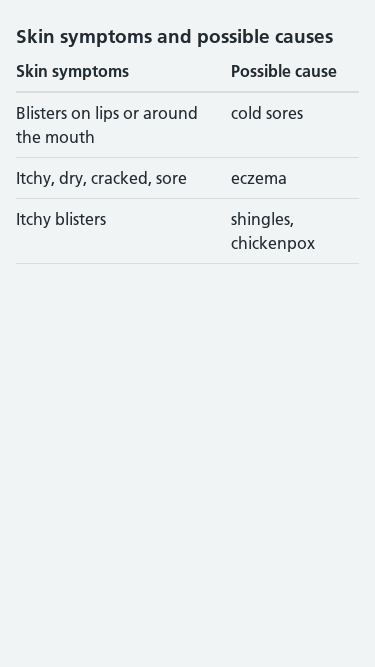 Skin symptoms and possible causes
Skin symptoms Possible cause
Blisters on lips or around cold sores
the mouth
Itchy, dry, cracked, sore eczema
Itchy blisters shingles,
chickenpox